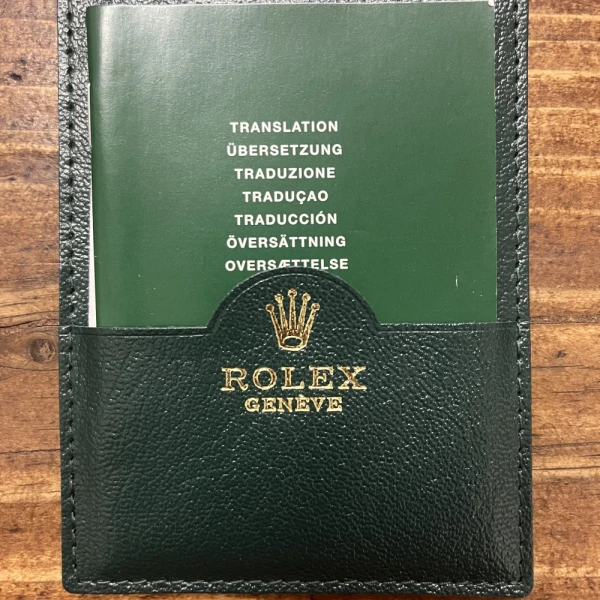 TRANSLATION
ÜBERSETZUNG
TRADUZIONE
TRADUÇAO
TRADUCCIÓN
ÖVERSÄTTNING
OVERSÆTTELSE
ROLEX
GENÈVE